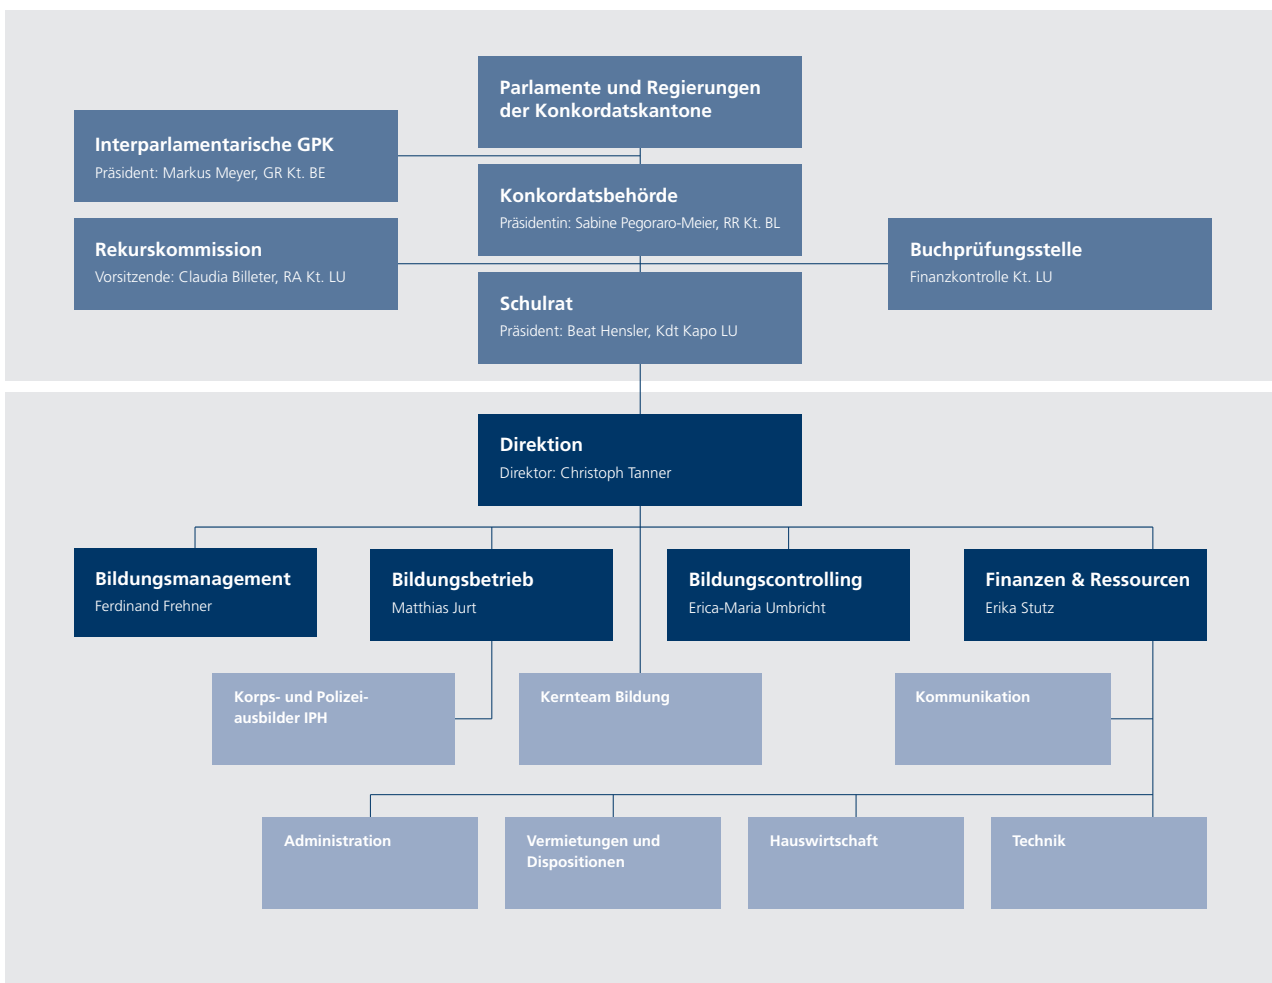 Parlamente und Regierungen
der Konkordatskantone
Interparlamentarische GPK
Präsident: Markus Meyer, GR Kt. BE
Konkordatsbehörde
Präsidentin: Sabine Pegoraro-Meier, RR Kt. BL
Rekurskommission
Vorsitzende: Claudia Billeter, RA Kt. LU
Buchprüfungsstelle
Finanzkontrolle Kt. LU
Schulrat
Präsident: Beat Hensler, Kdt Kapo LU
Direktion
Direktor: Christoph Tanner
Bildungsmanagement
Ferdinand Frehner
Bildungsbetrieb
Matthias Jurt
Bildungscontrolling
Erica-Maria Umbricht
Finanzen & Ressourcen
Erika Stutz
Korps- und Polizei-
ausbilder IPH
Kernteam Bildung
Kommunikation
Administration
Vermietungen und
Dispositionen
Hauswirtschaft
Technik